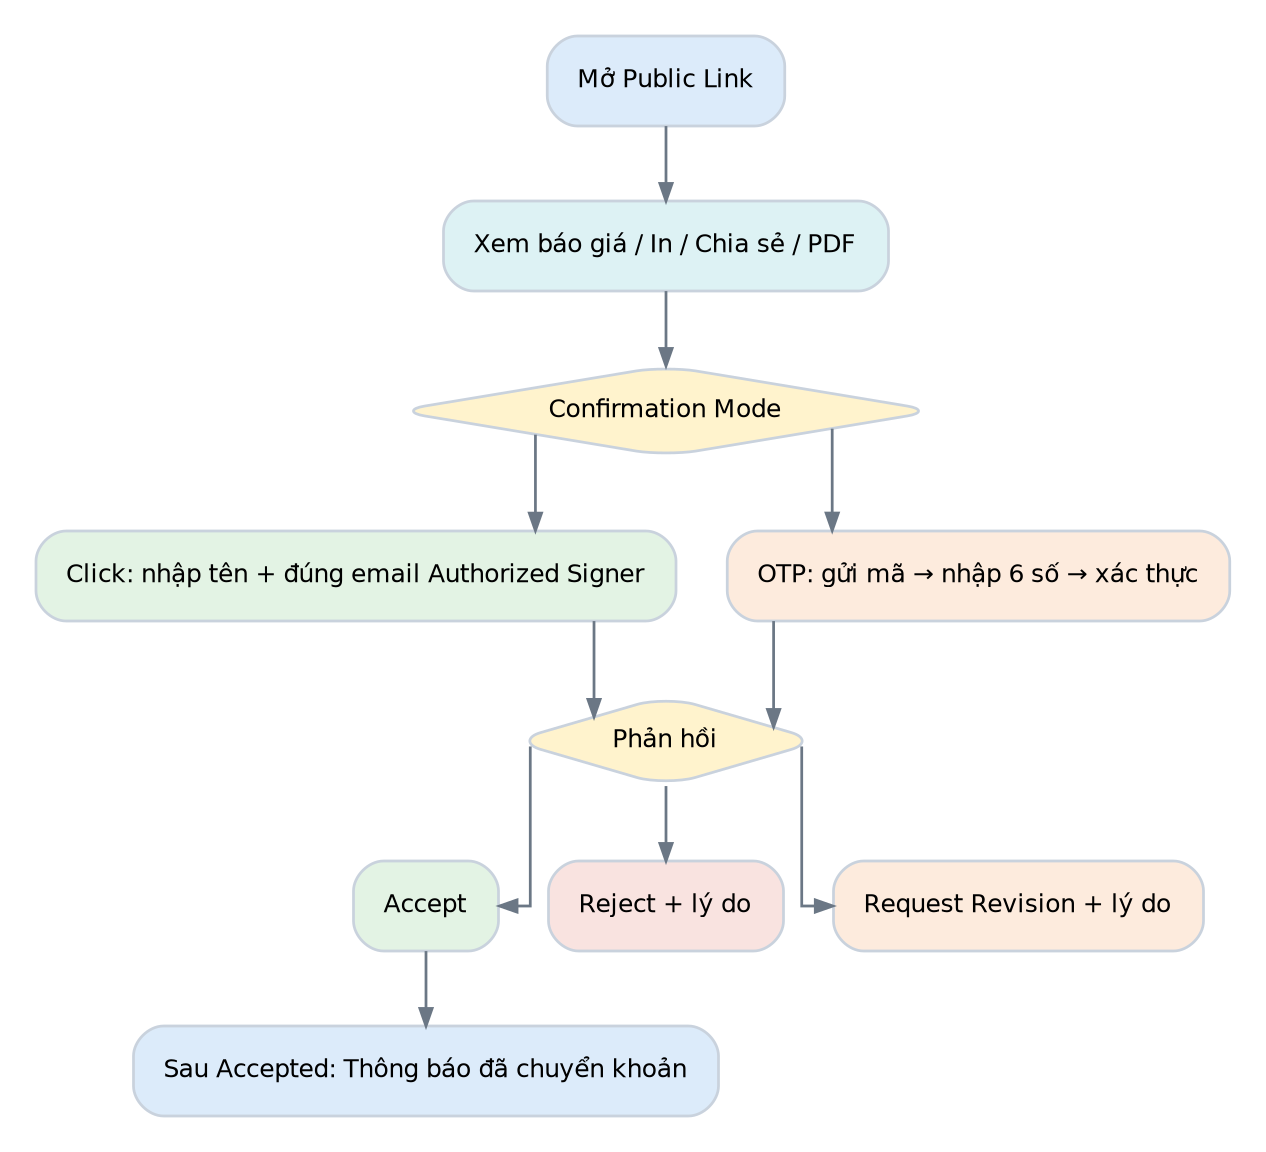 Mở Public Link
Xem báo giá / In / Chia sẻ / PDF
Confirmation Mode
Click: nhập tên + đúng email Authorized Signer
OTP: gửi mã → nhập 6 số → xác thực
Phản hồi
Accept
Reject + lý do
Request Revision + lý do
Sau Accepted: Thông báo đã chuyển khoản